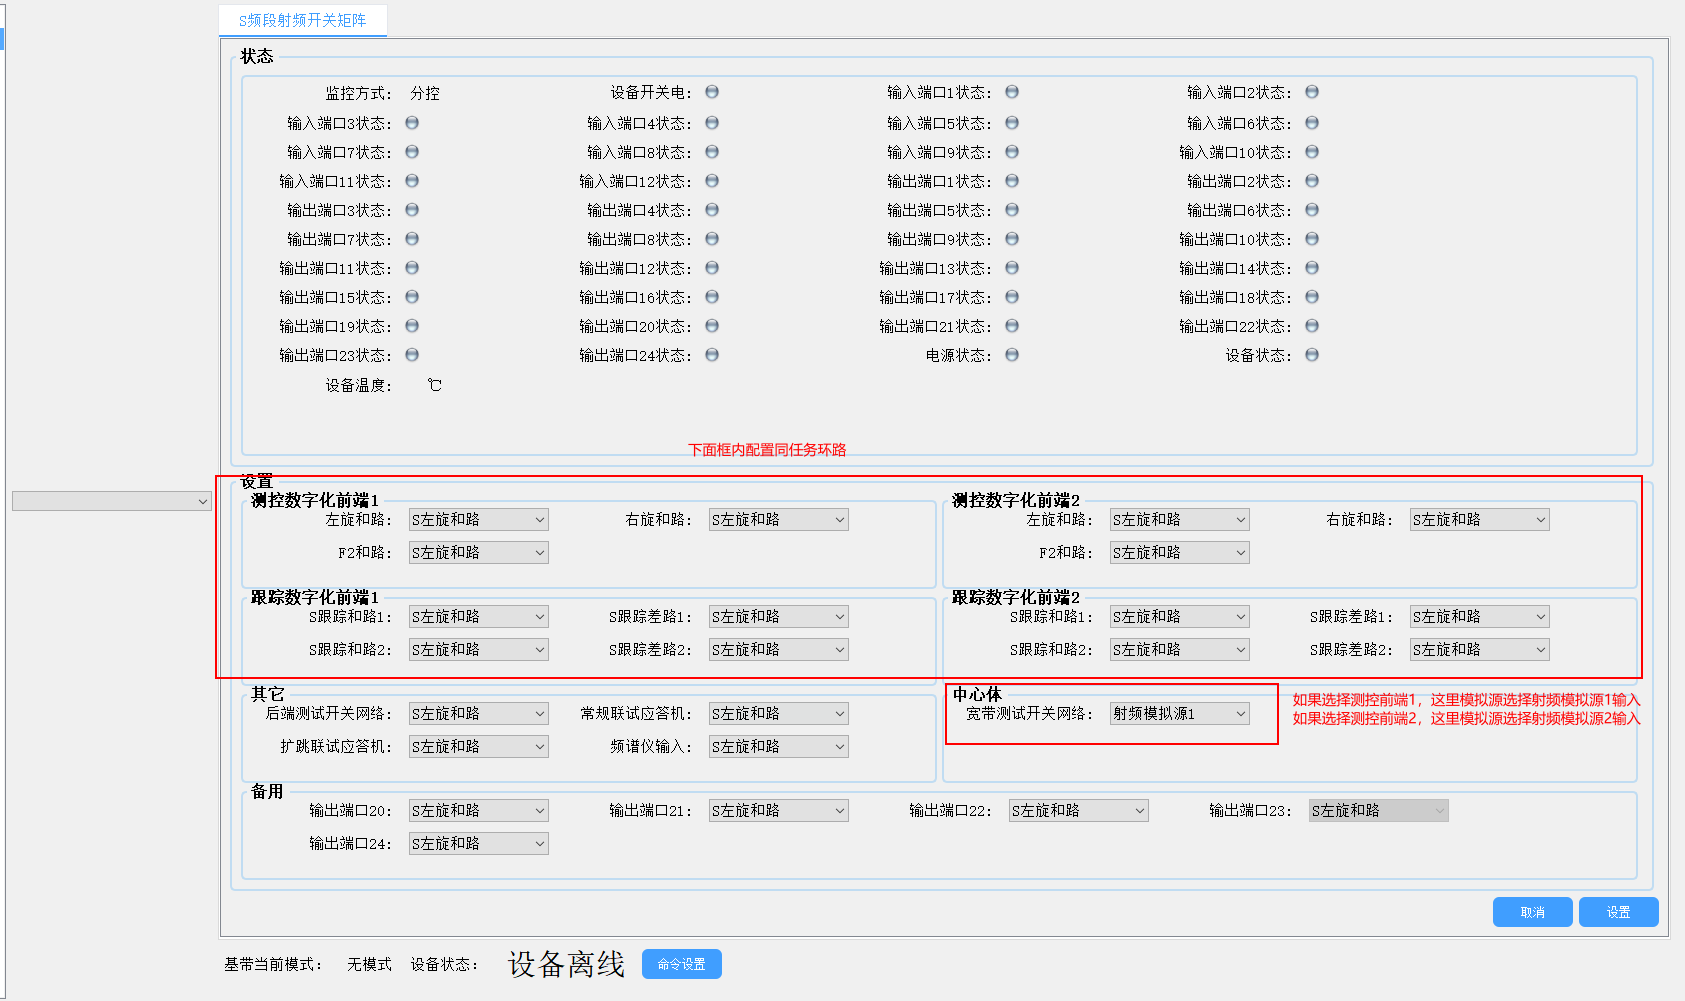 S频段射频开关矩阵
状态
监控方式： 分控 设备开关电： 输入端口1状态： 输入端口2状态：
输入端口3状态： 输入端口4状态： 输入端口5状态： 输入端口6状态：
输入端口7状态： 输入端口8状态： 输入端口9状态： 输入端口10状态：
输入端口11状态： 输入端口12状态： 输出端口1状态： 输出端口2状态：
输出端口3状态： 输出端口4状态： 输出端口5状态： 输出端口6状态：
输出端口7状态： 输出端口8状态： 输出端口9状态： 输出端口10状态：
输出端口11状态： 输出端口12状态： 输出端口13状态： 输出端口14状态：
输出端口15状态： 输出端口16状态： 输出端口17状态： 输出端口18状态：
输出端口19状态： 输出端口20状态： 输出端口21状态： 输出端口22状态：
输出端口23状态： 输出端口24状态： 电源状态： 设备状态：
设备温度： ℃
下面框内配置同任务环路
设置
测控数字化前端1 测控数字化前端2
左旋和路： S左旋和路 右旋和路： S左旋和路 左旋和路： S左旋和路 右旋和路： S左旋和路
F2和路： S左旋和路 F2和路： S左旋和路
跟踪数字化前端1 跟踪数字化前端2
S跟踪和路1： S左旋和路 S跟踪差路1： S左旋和路 S跟踪和路1： S左旋和路 S跟踪差路1： S左旋和路
S跟踪和路2： S左旋和路 S跟踪差路2： S左旋和路 S跟踪和路2： S左旋和路 S跟踪差路2： S左旋和路
其它 中心体
后端测试开关网络： S左旋和路 常规联试应答机： S左旋和路 宽带测试开关网络： 射频模拟源1
如果选择测控前端1，这里模拟源选择射频模拟源1输入
如果选择测控前端2，这里模拟源选择射频模拟源2输入
扩跳联试应答机： S左旋和路 频谱仪输入： S左旋和路
备用
输出端口20： S左旋和路 输出端口21： S左旋和路 输出端口22： S左旋和路 输出端口23： S左旋和路
输出端口24： S左旋和路
取消 设置
基带当前模式： 无模式 设备状态： 设备离线 命令设置